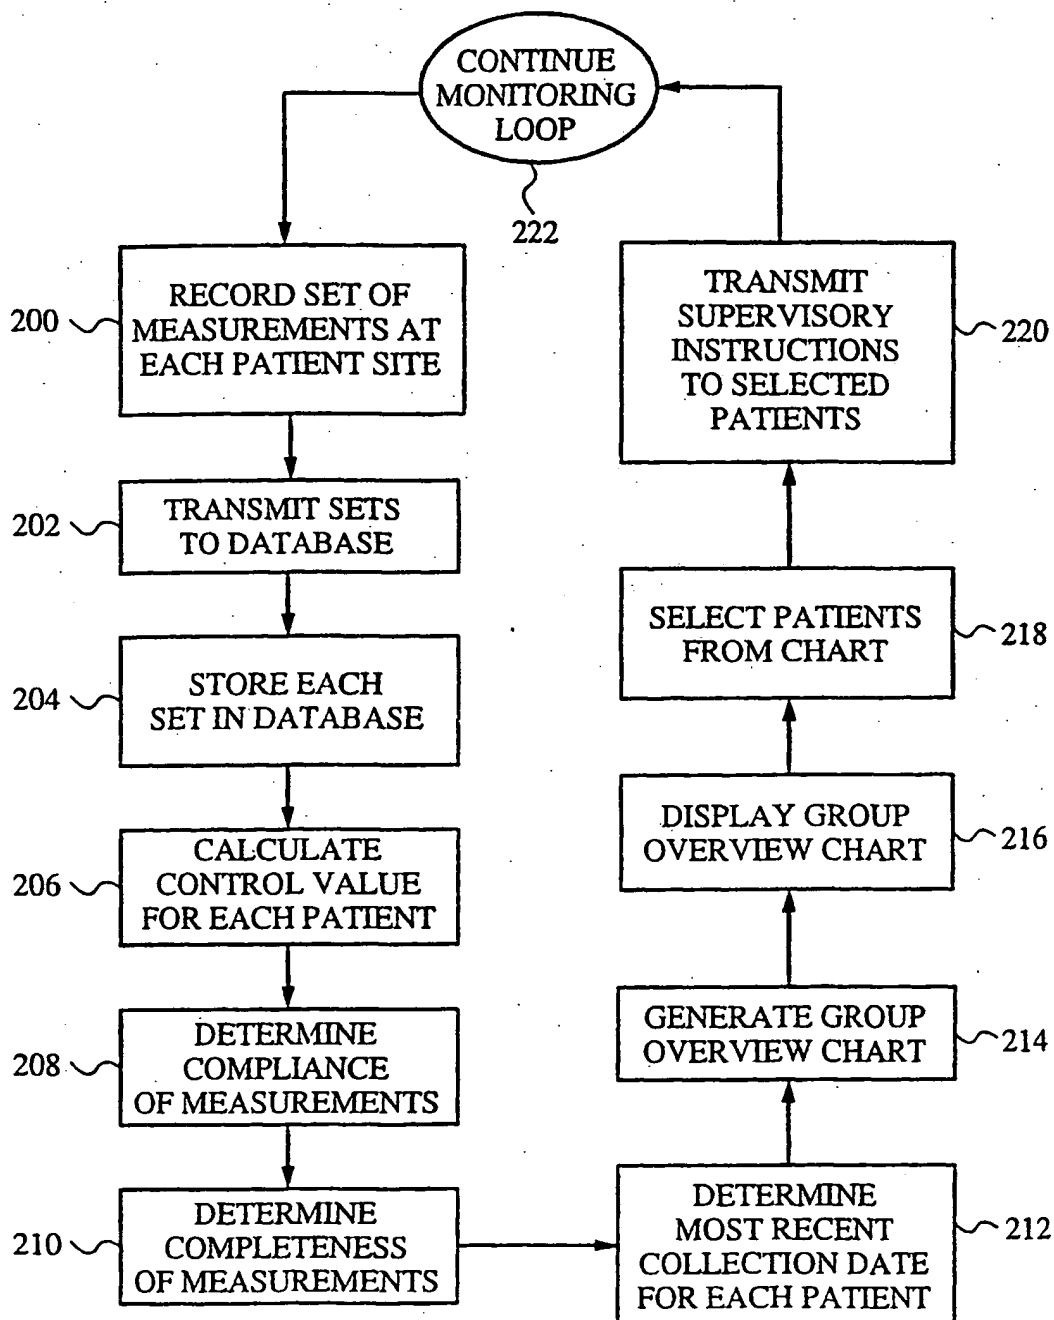 CONTINUE
MONITORING
LOOP
222
200
RECORD SET OF
MEASUREMENTS AT
EACH PATIENT SITE
202
TRANSMIT SETS
TO DATABASE
204
STORE EACH
SET IN DATABASE
206
CALCULATE
CONTROL VALUE
FOR EACH PATIENT
208
DETERMINE
COMPLIANCE
OF MEASUREMENTS
210
DETERMINE
COMPLETENESS
OF MEASUREMENTS
DETERMINE
MOST RECENT
COLLECTION DATE
FOR EACH PATIENT
212
GENERATE GROUP
OVERVIEW CHART
214
DISPLAY GROUP
OVERVIEW CHART
216
SELECT PATIENTS
FROM CHART
218
TRANSMIT
SUPERVISORY
INSTRUCTIONS
TO SELECTED
PATIENTS
220